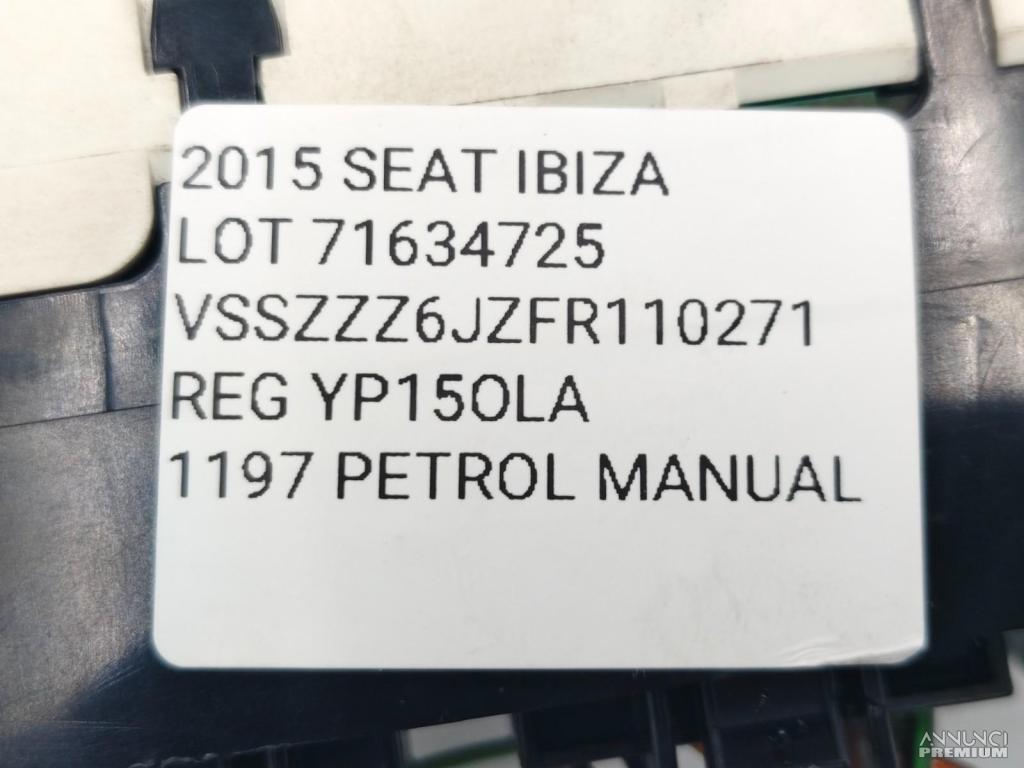 2015 SEAT IBIZA
LOT 71634725
VSSZZZ6JZFR110271
REG YP15OLA
1197 PETROL MANUAL
ANNUNCI
PREMIUM